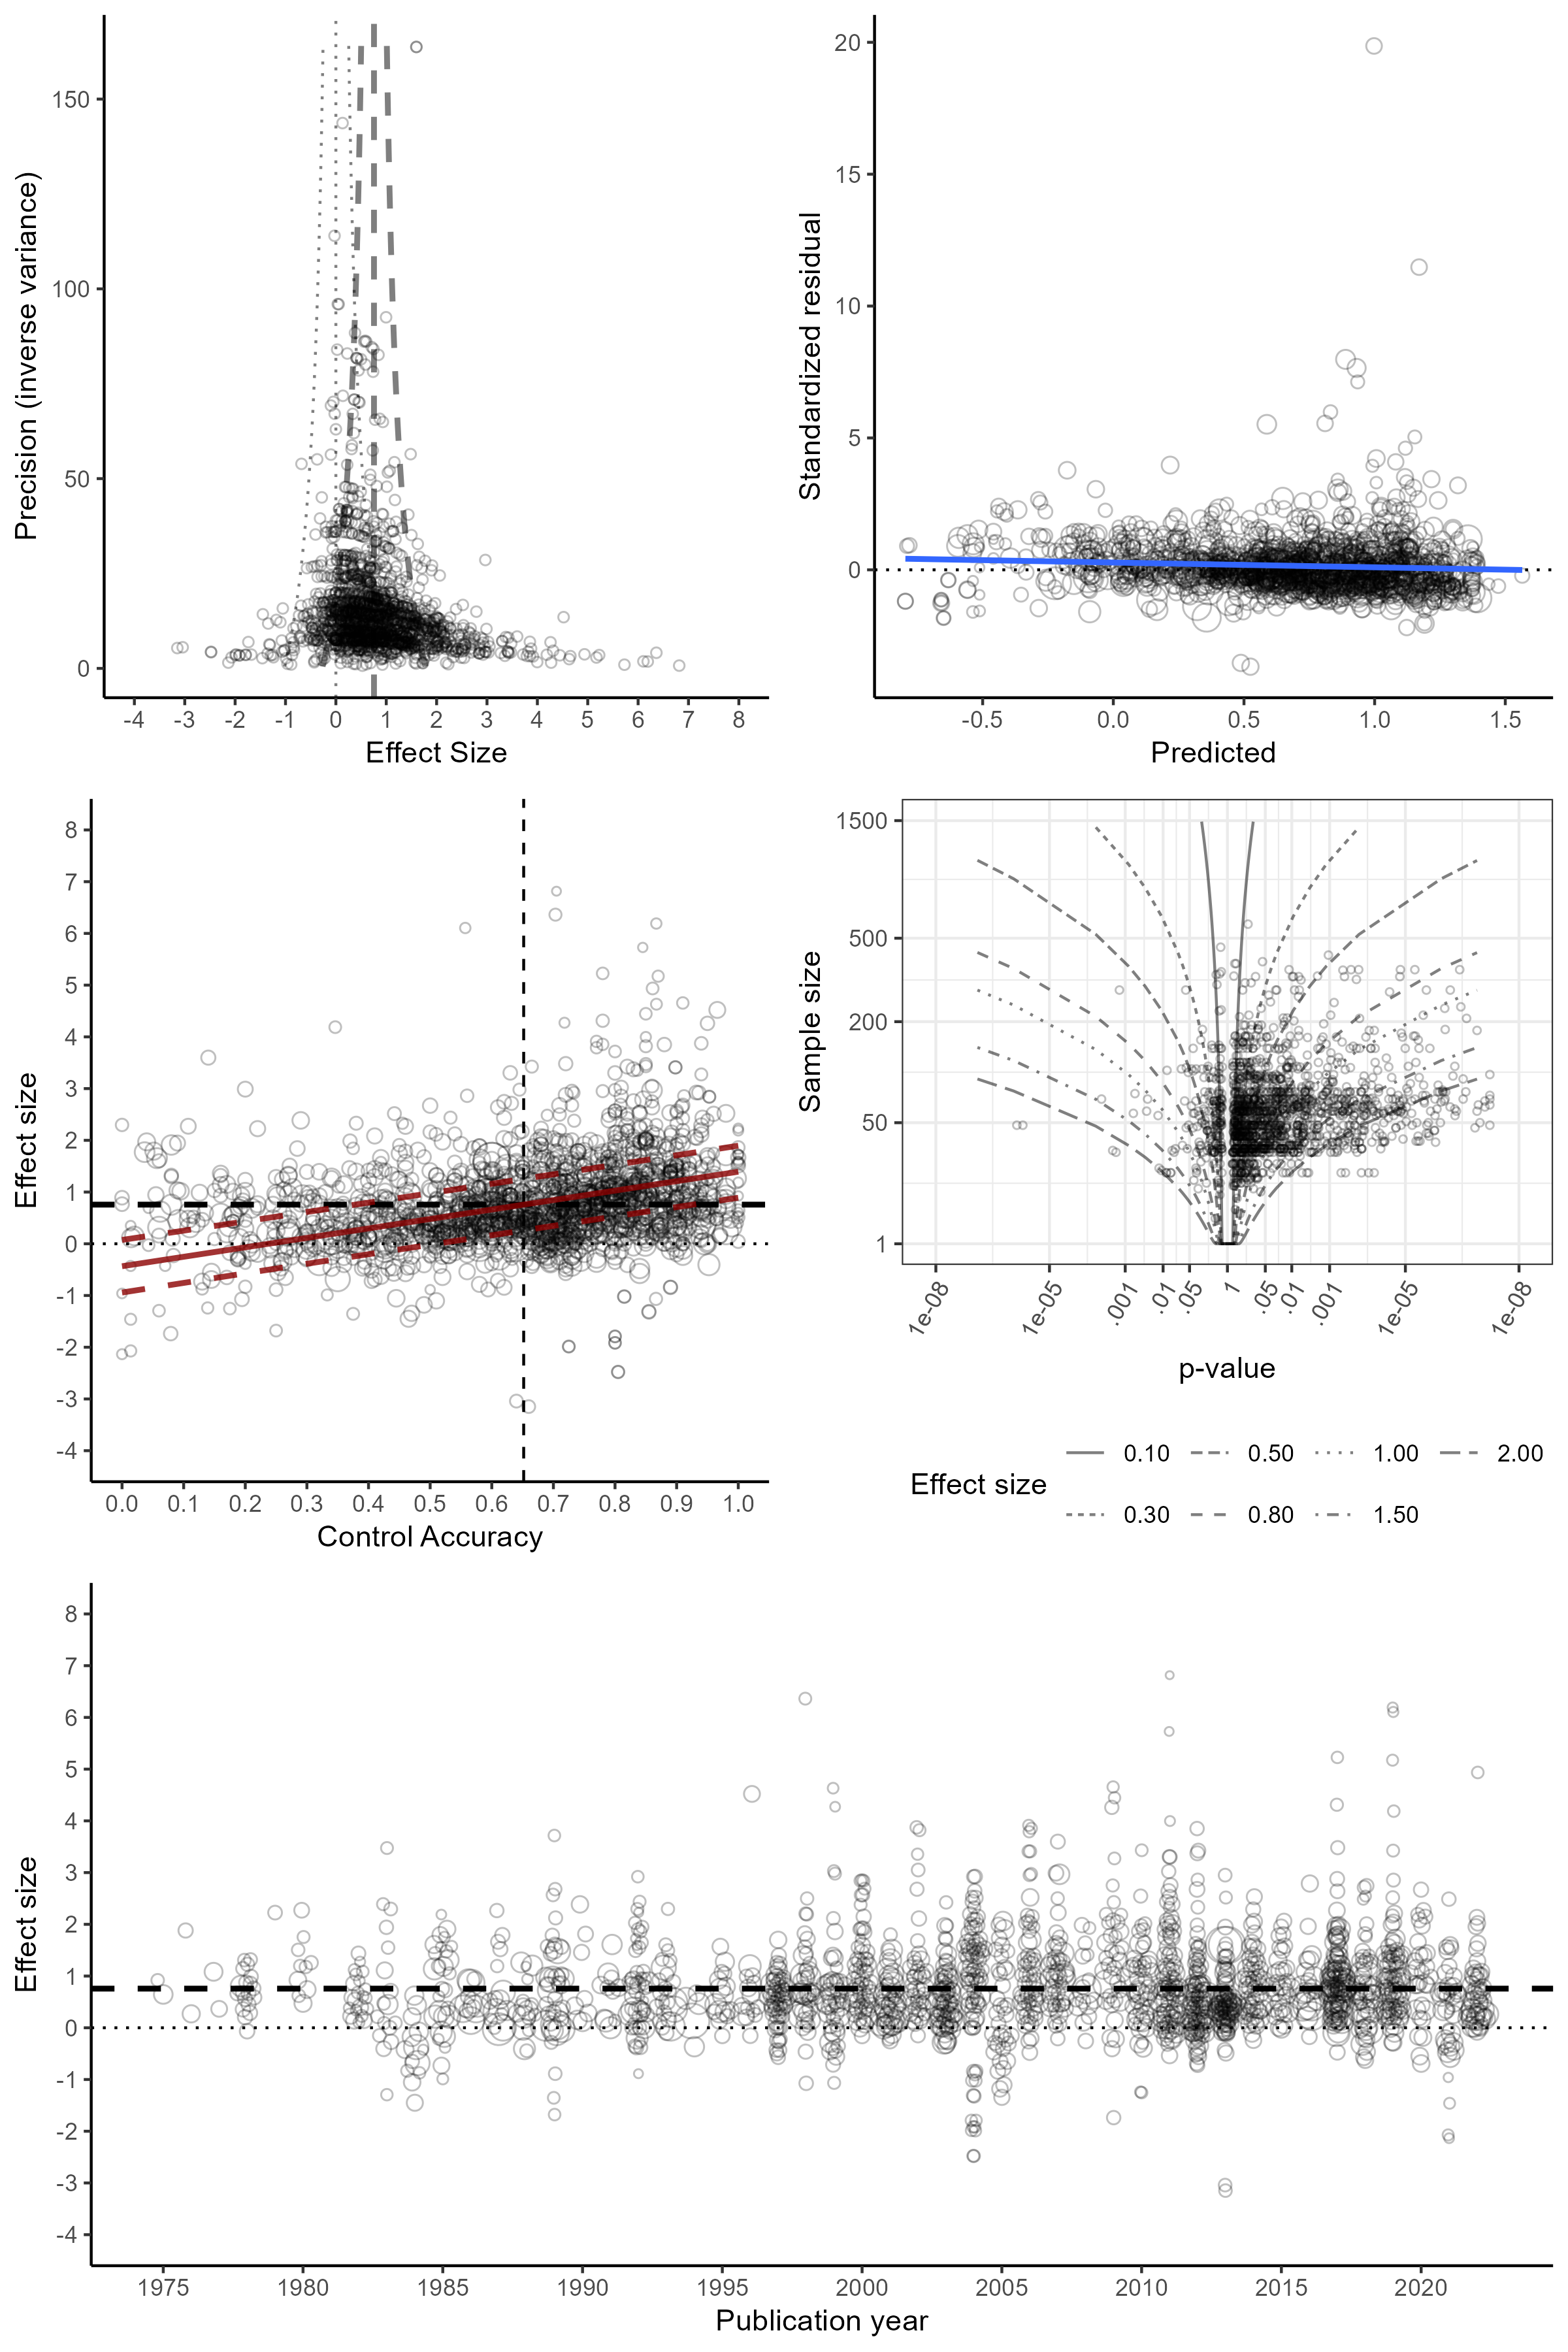 150
100
50
0
Precision (inverse variance)
-4 -3 -2 -1 0 1 2 3 4 5 6 7 8
Effect Size
20
15
10
5
0
Standardized residual
-0.5 0.0 0.5 1.0 1.5
Predicted
8
7
6
5
4
3
2
1
0
-1
-2
-3
-4
Effect size
0.0 0.1 0.2 0.3 0.4 0.5 0.6 0.7 0.8 0.9 1.0
Control Accuracy
1500
500
200
50
1
Sample size
1e-08 1e-05 .001 .01 .05 1 .05 .01 .001 1e-05 1e-08
p-value
Effect size
0.10 0.50 1.00 2.00
0.30 0.80 1.50
8
7
6
5
4
3
2
1
0
-1
-2
-3
-4
Effect size
1975 1980 1985 1990 1995 2000 2005 2010 2015 2020
Publication year